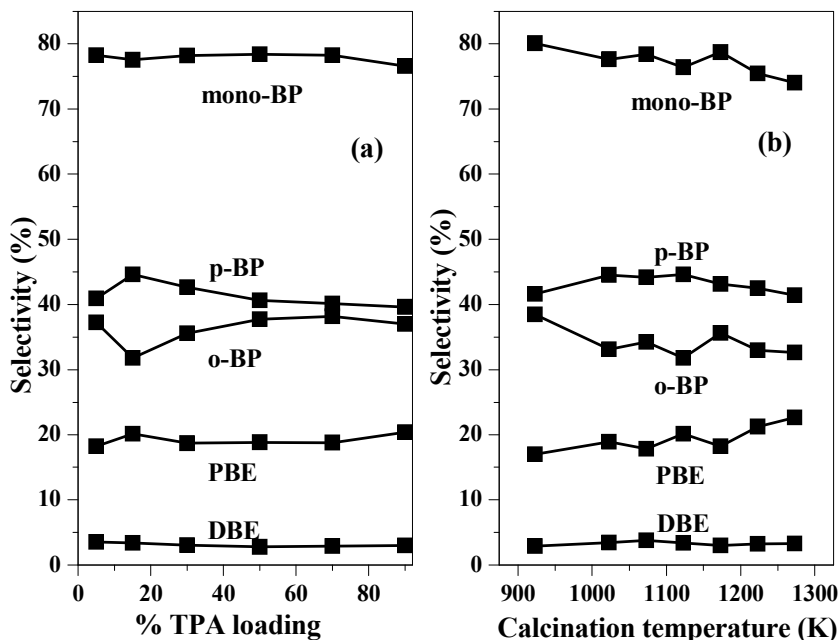 80
70
60
50
40
30
20
10
0
Selectivity (%)
mono-BP
(a)
p-BP
o-BP
PBE
DBE
0 20 40 60 80
% TPA loading
80
70
60
50
40
30
20
10
0
Selectivity (%)
mono-BP
(b)
p-BP
o-BP
PBE
DBE
900 1000 1100 1200 1300
Calcination temperature (K)